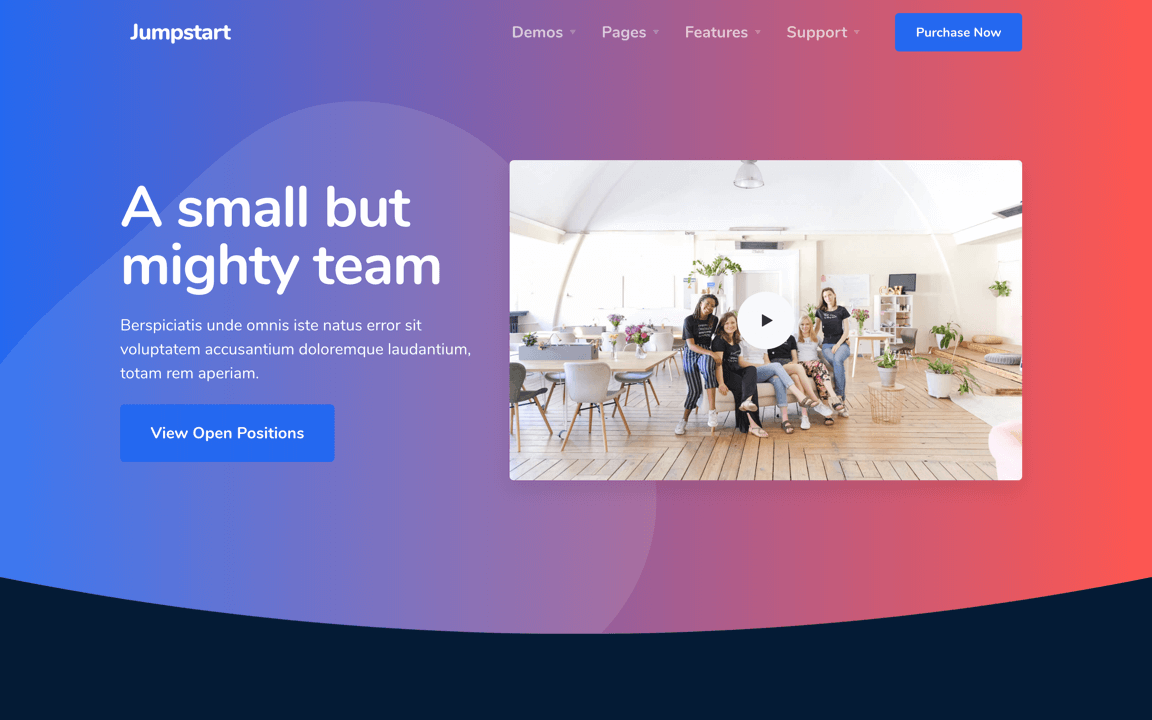 Jumpstart
Demos Pages Features Support Purchase Now
A small but
mighty team
Berspiciatis unde omnis iste natus error sit
voluptatem accusantium doloremque laudantium,
totam rem aperiam.
View Open Positions